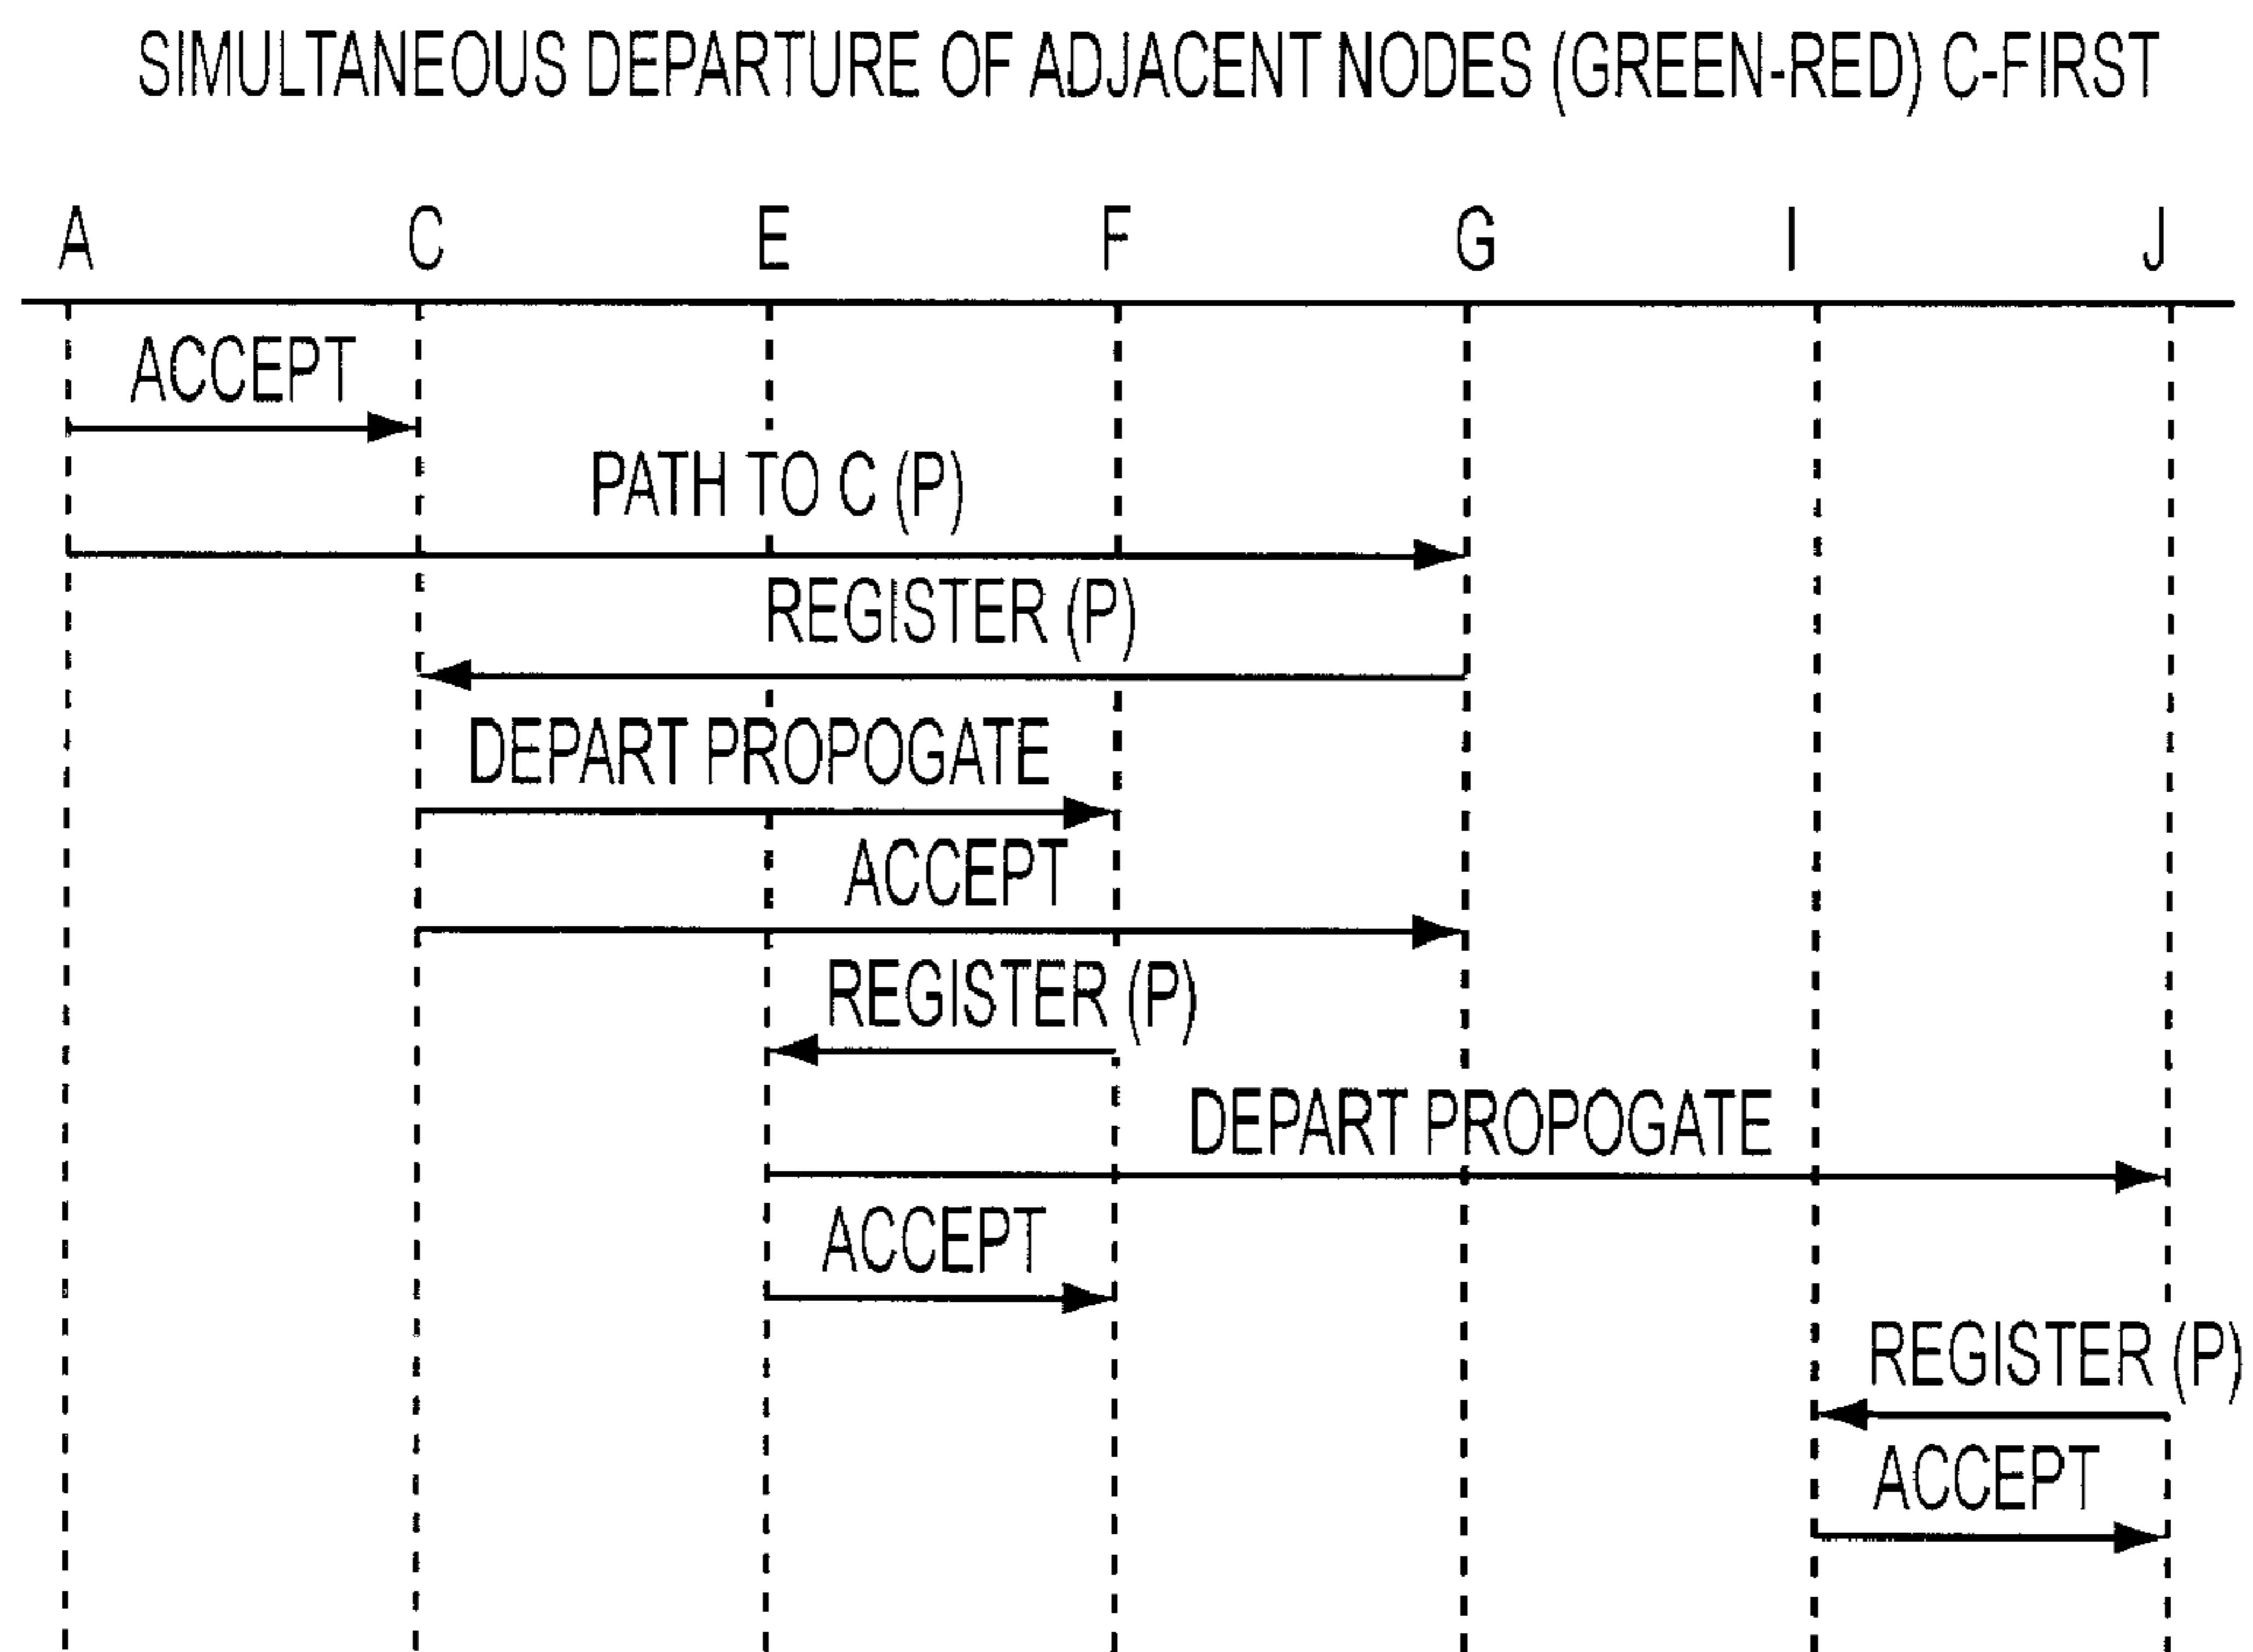 SIMULTANEOUS DEPARTURE OF ADJACENT NODES (GREEN-RED) C-FIRST
A C E F G I J
ACCEPT
PATH TO C (P)
REGISTER (P)
DEPART PROPOGATE
ACCEPT
REGISTER (P)
DEPART PROPOGATE
ACCEPT
REGISTER (P)
ACCEPT